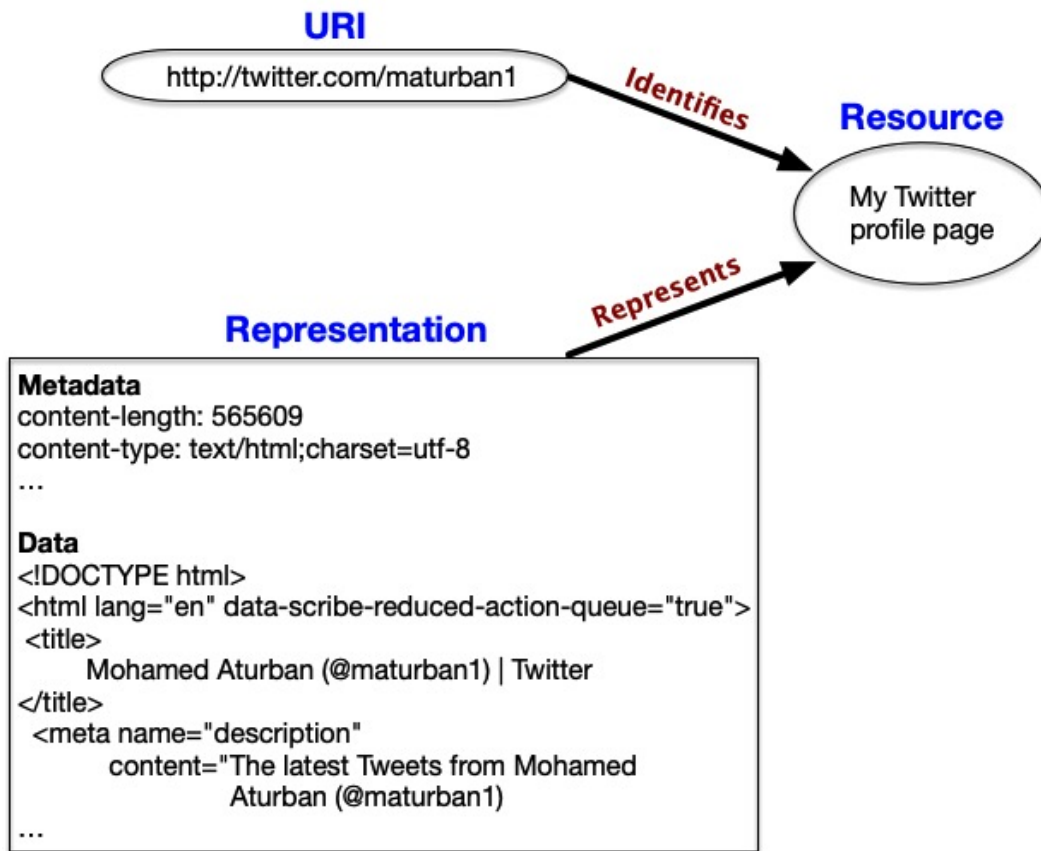 URI
http://twitter.com/maturban1
Identifies
Resource
My Twitter
profile page
Represents
Representation
Metadata
content-length: 565609
content-type: text/html;charset=utf-8
…
Data
<!DOCTYPE html>
<html lang="en" data-scribe-reduced-action-queue="true">
<title>
Mohamed Aturban (@maturban1) | Twitter
</title>
<meta name="description"
content="The latest Tweets from Mohamed
Aturban (@maturban1)
…